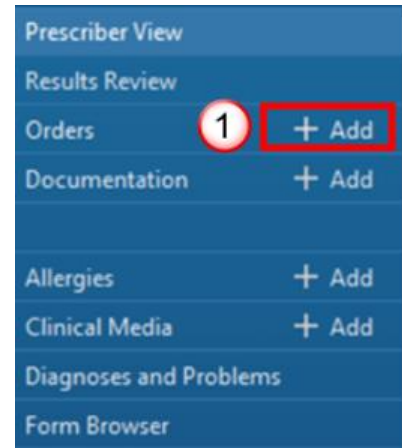 Prescriber View
Results Review
Orders 1 + Add
Documentation + Add
Allergies + Add
Clinical Media + Add
Diagnoses and Problems
Form Browser